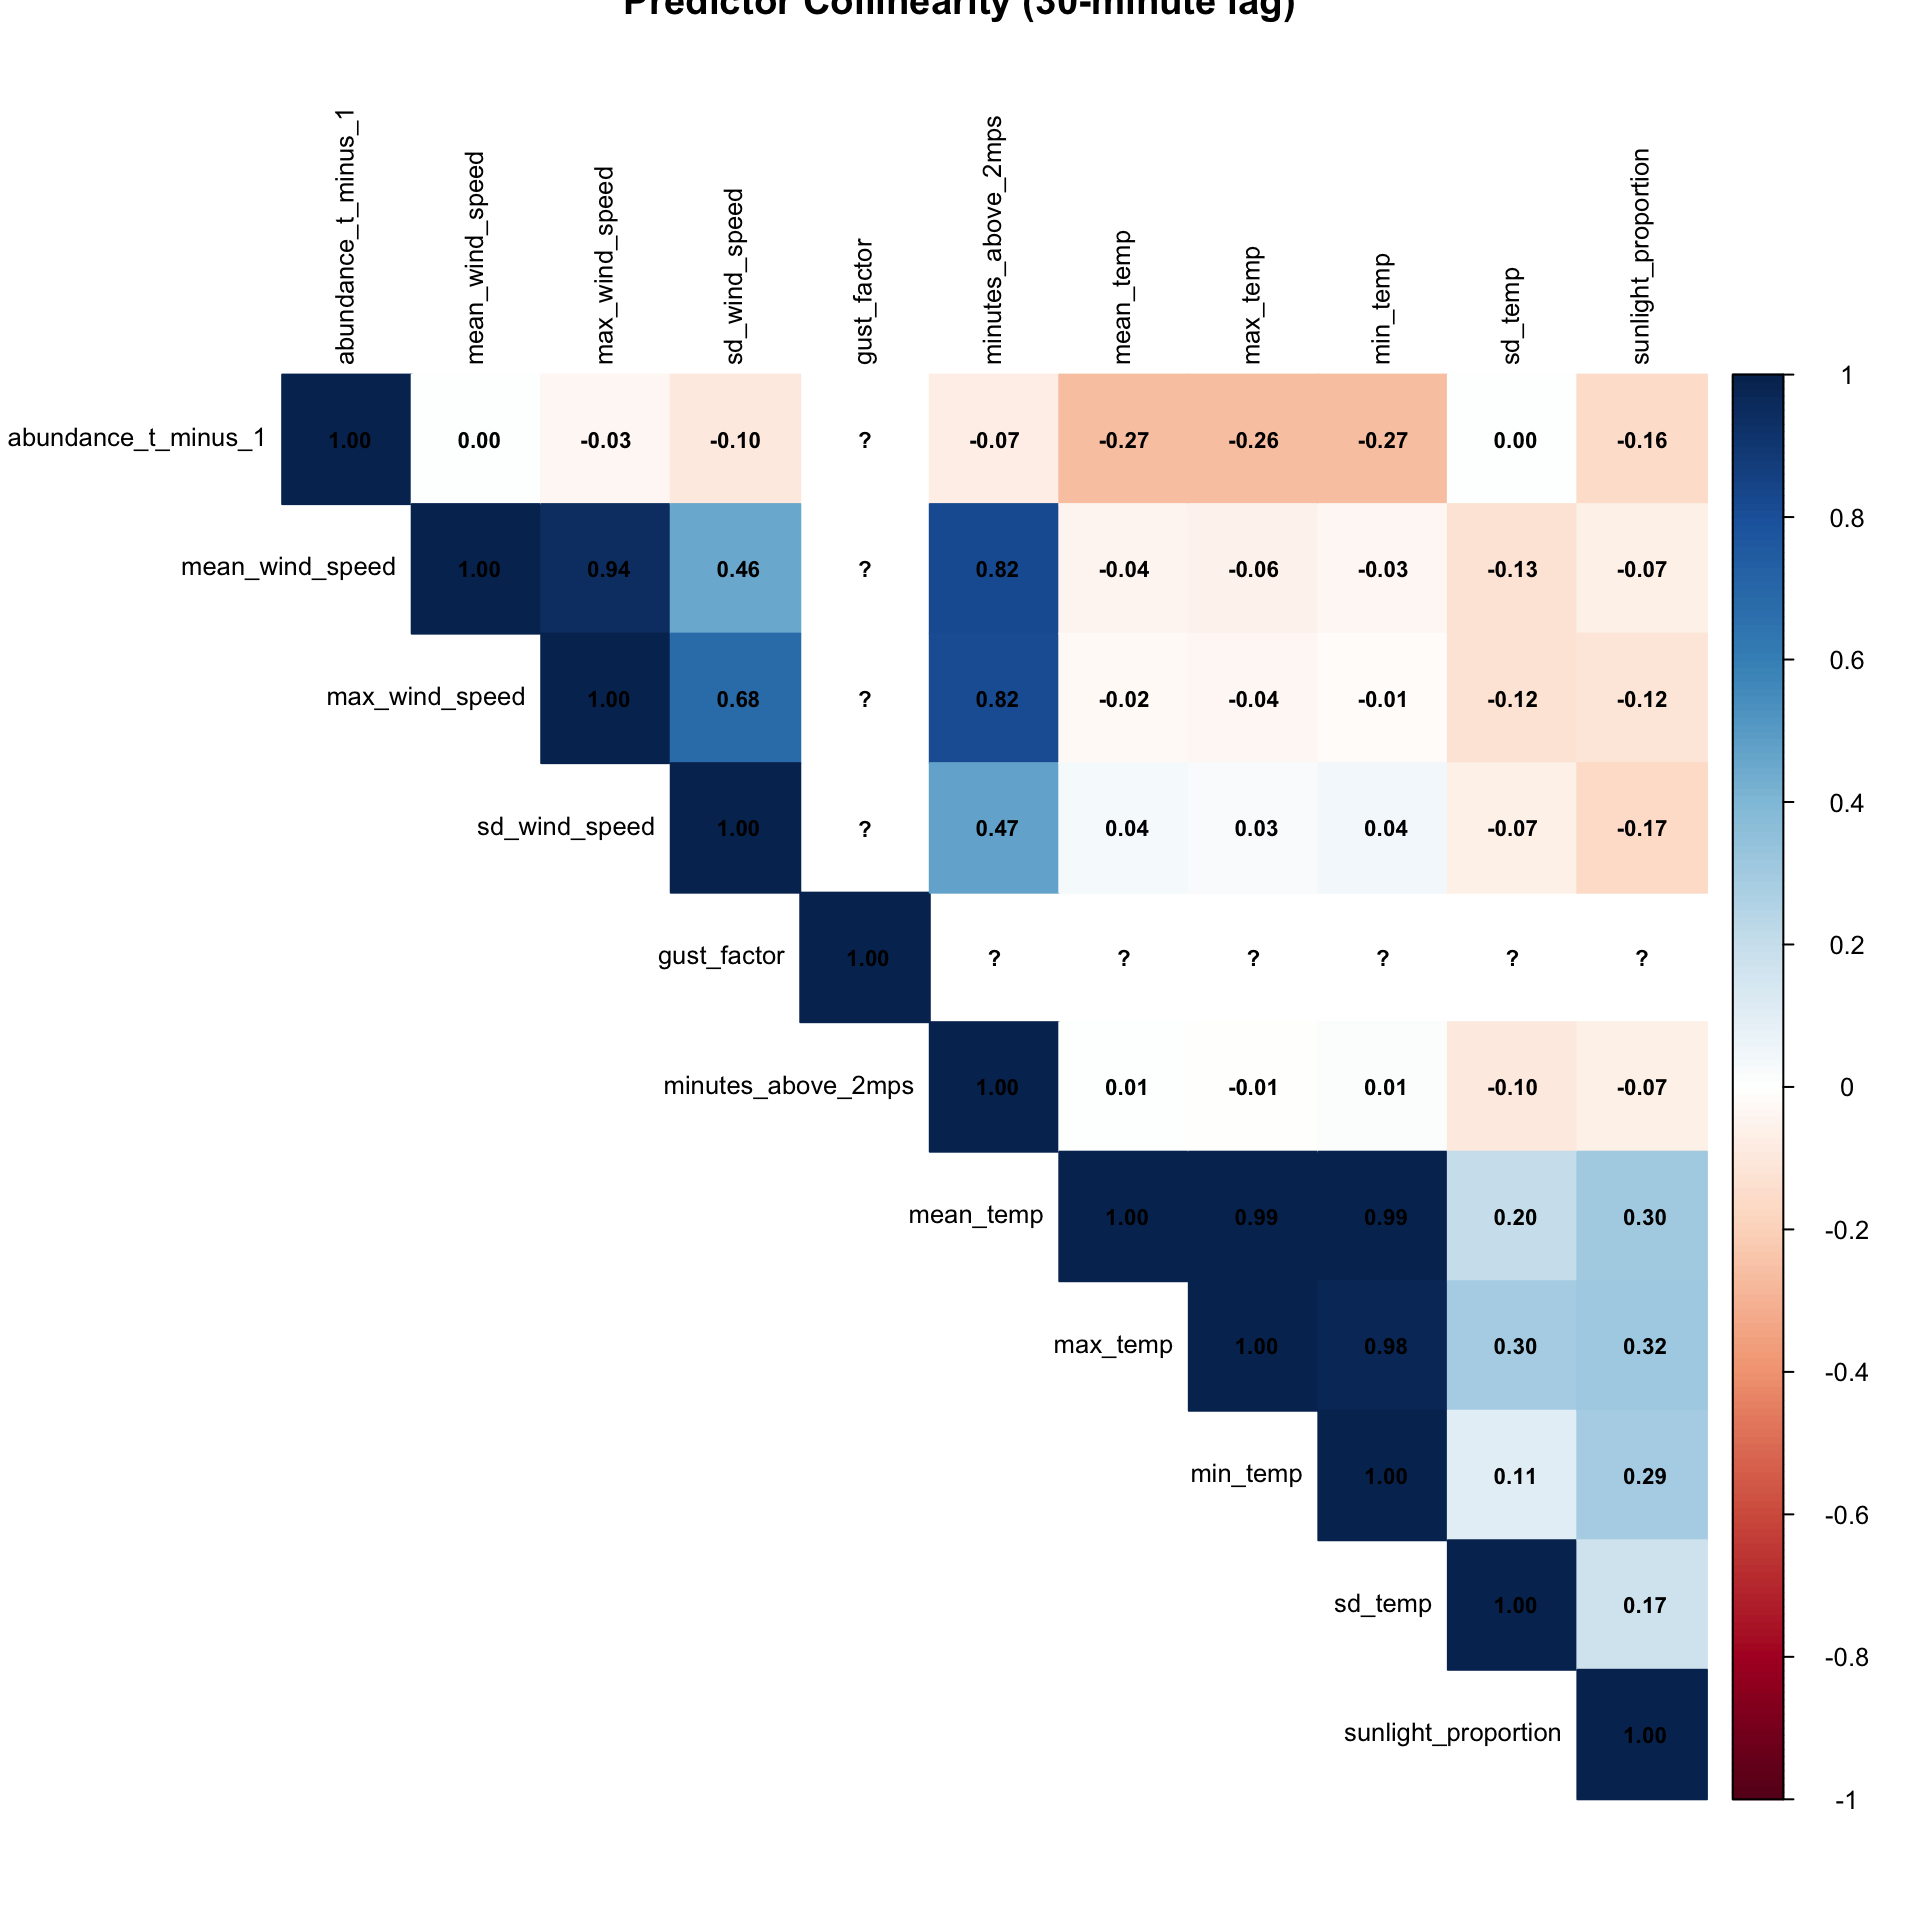 Predictor Collinearity (30-minute lag)
abundance_t_minus_1
mean_wind_speed
max_wind_speed
sd_wind_speed
gust_factor
minutes_above_2mps
mean_temp
max_temp
min_temp
sd_temp
sunlight_proportion
abundance_t_minus_1 1.00 0.00 -0.03 -0.10 ? -0.07 -0.27 -0.26 -0.27 0.00 -0.16
mean_wind_speed 1.00 0.94 0.46 ? 0.82 -0.04 -0.06 -0.03 -0.13 -0.07
max_wind_speed 1.00 0.68 ? 0.82 -0.02 -0.04 -0.01 -0.12 -0.12
sd_wind_speed 1.00 ? 0.47 0.04 0.03 0.04 -0.07 -0.17
gust_factor 1.00 ? ? ? ? ? ?
minutes_above_2mps 1.00 0.01 -0.01 0.01 -0.10 -0.07
mean_temp 1.00 0.99 0.99 0.20 0.30
max_temp 1.00 0.98 0.30 0.32
min_temp 1.00 0.11 0.29
sd_temp 1.00 0.17
sunlight_proportion 1.00
1
0.8
0.6
0.4
0.2
0
-0.2
-0.4
-0.6
-0.8
-1